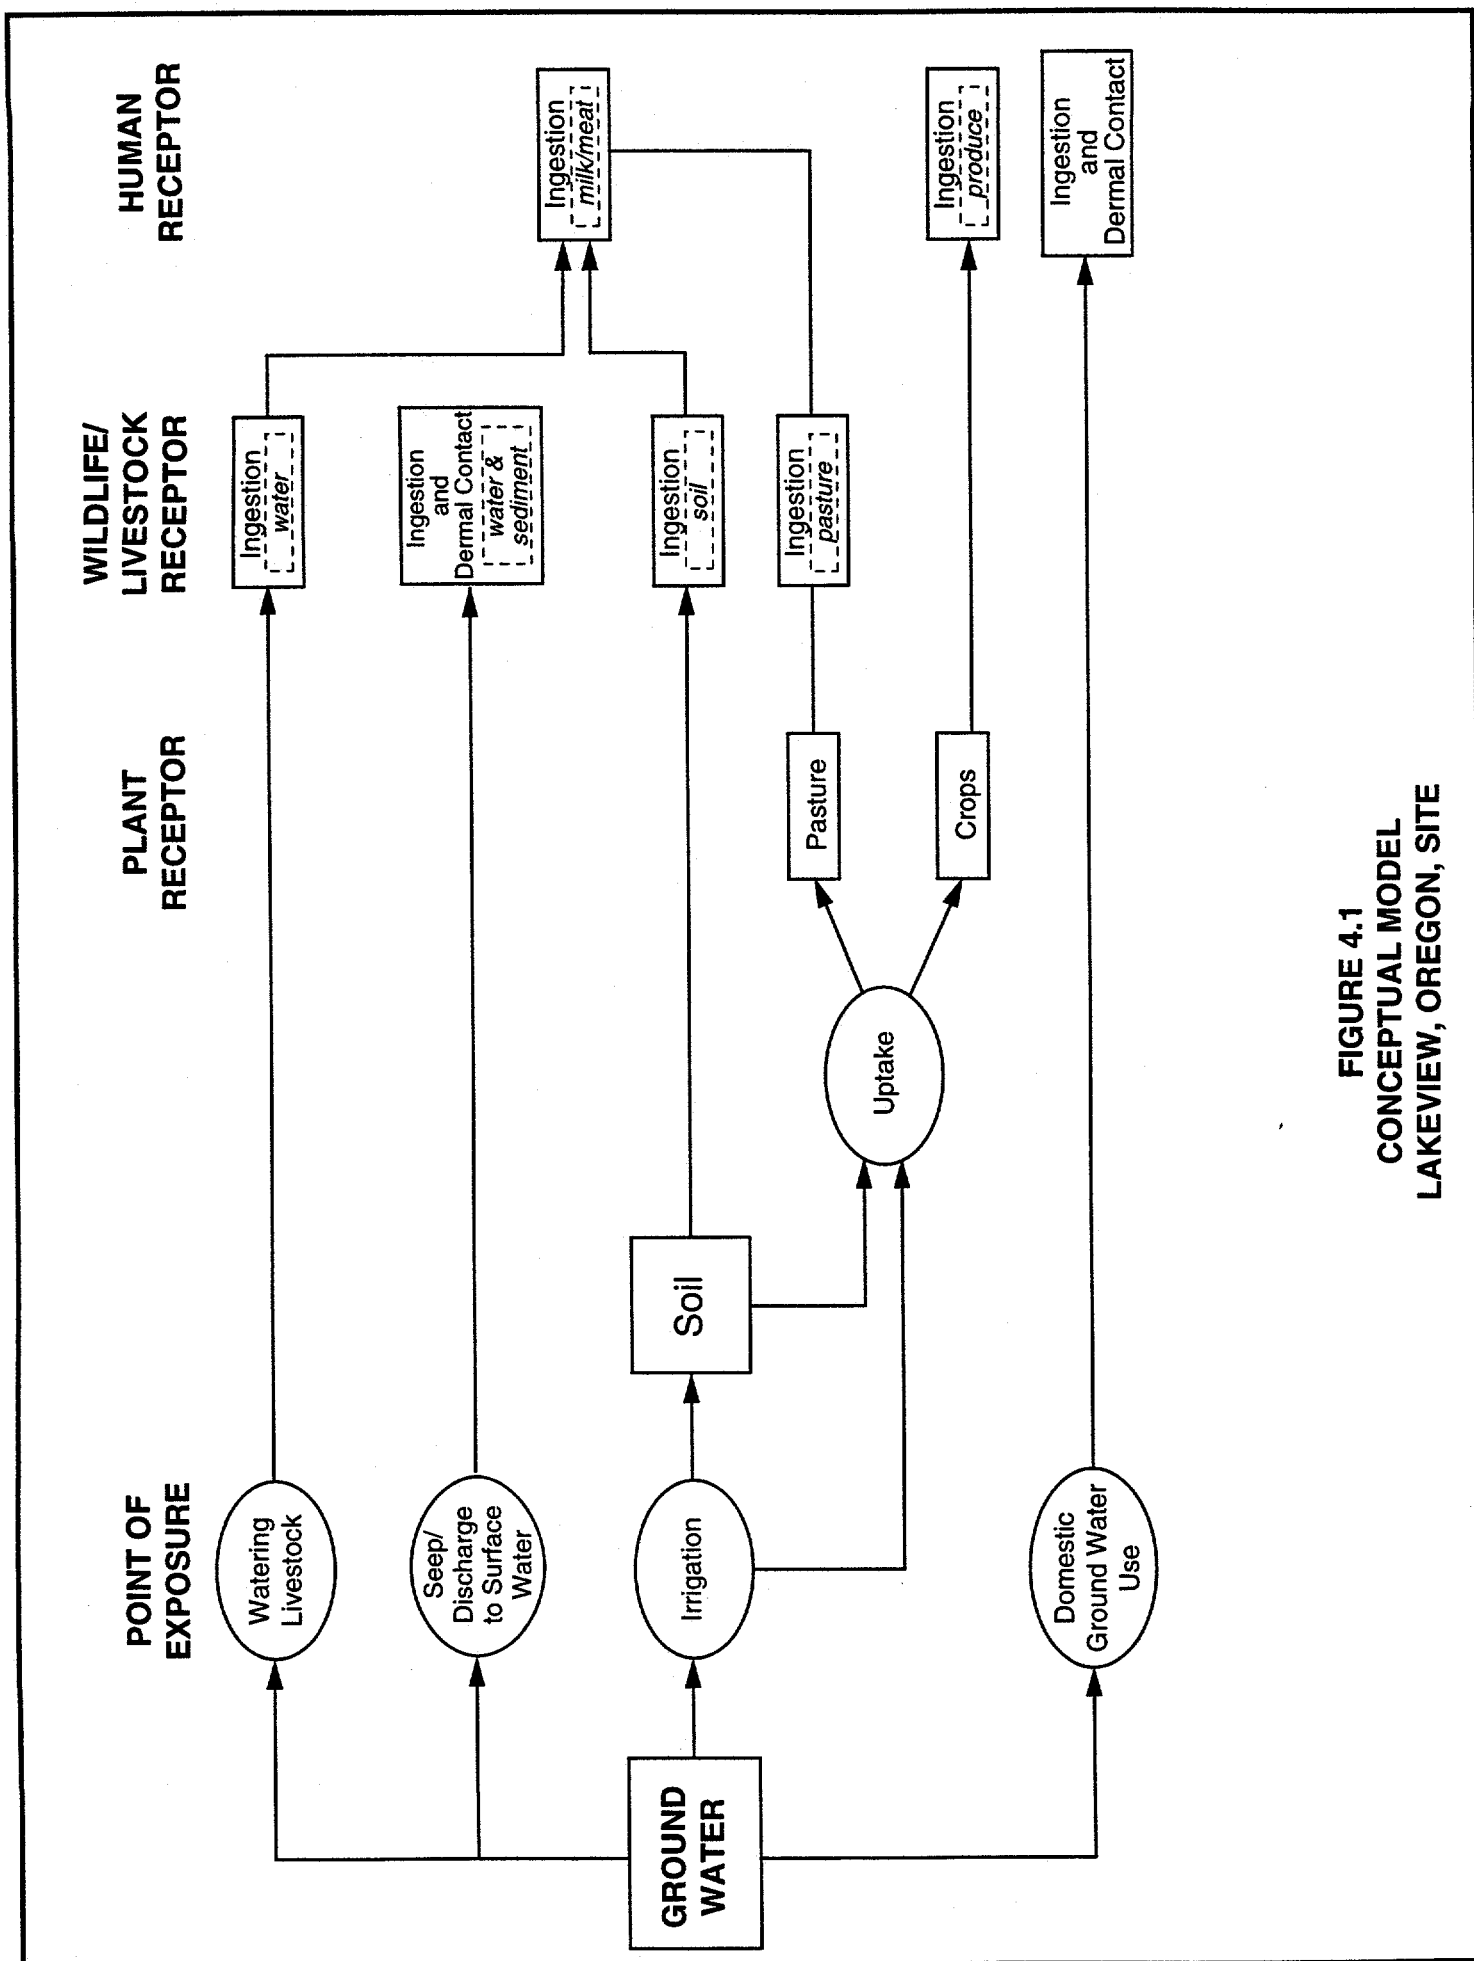 POINT OF
EXPOSURE
PLANT
RECEPTOR
WILDLIFE/
LIVESTOCK
RECEPTOR
HUMAN
RECEPTOR
Watering
Livestock
Ingestion
water
Seep/
Discharge
to Surface
Water
Ingestion
and
Dermal Contact
water &
sediment
Ingestion
milk/meat
GROUND
WATER
Irrigation
Soil
Ingestion
soil
Uptake
Pasture
Ingestion
pasture
Crops
Ingestion
produce
Domestic
Ground Water
Use
Ingestion
and
Dermal Contact
FIGURE 4.1
CONCEPTUAL MODEL
LAKEVIEW, OREGON, SITE